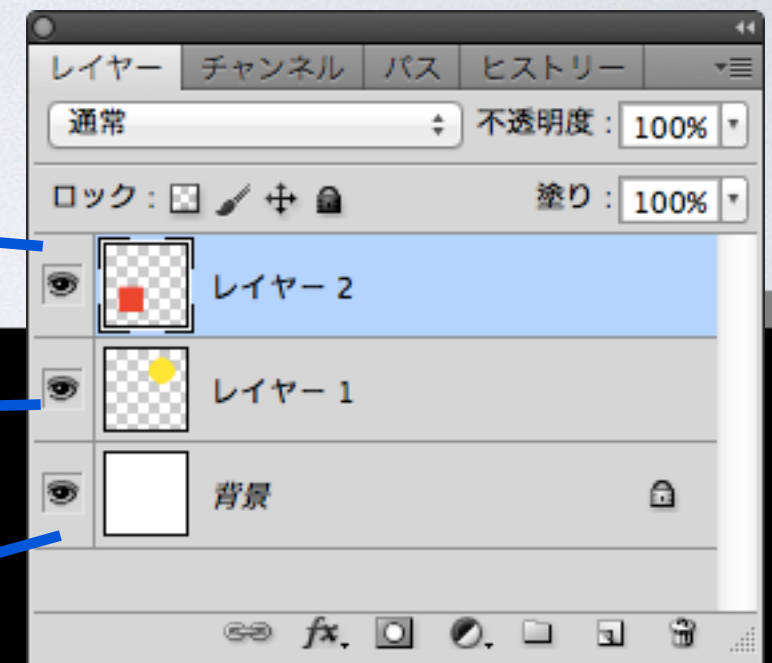 レイヤー チャンネル パス ヒストリー
通常 不透明度: 100%
ロック: 塗り: 100%
レイヤー 2
レイヤー 1
背景
fx.